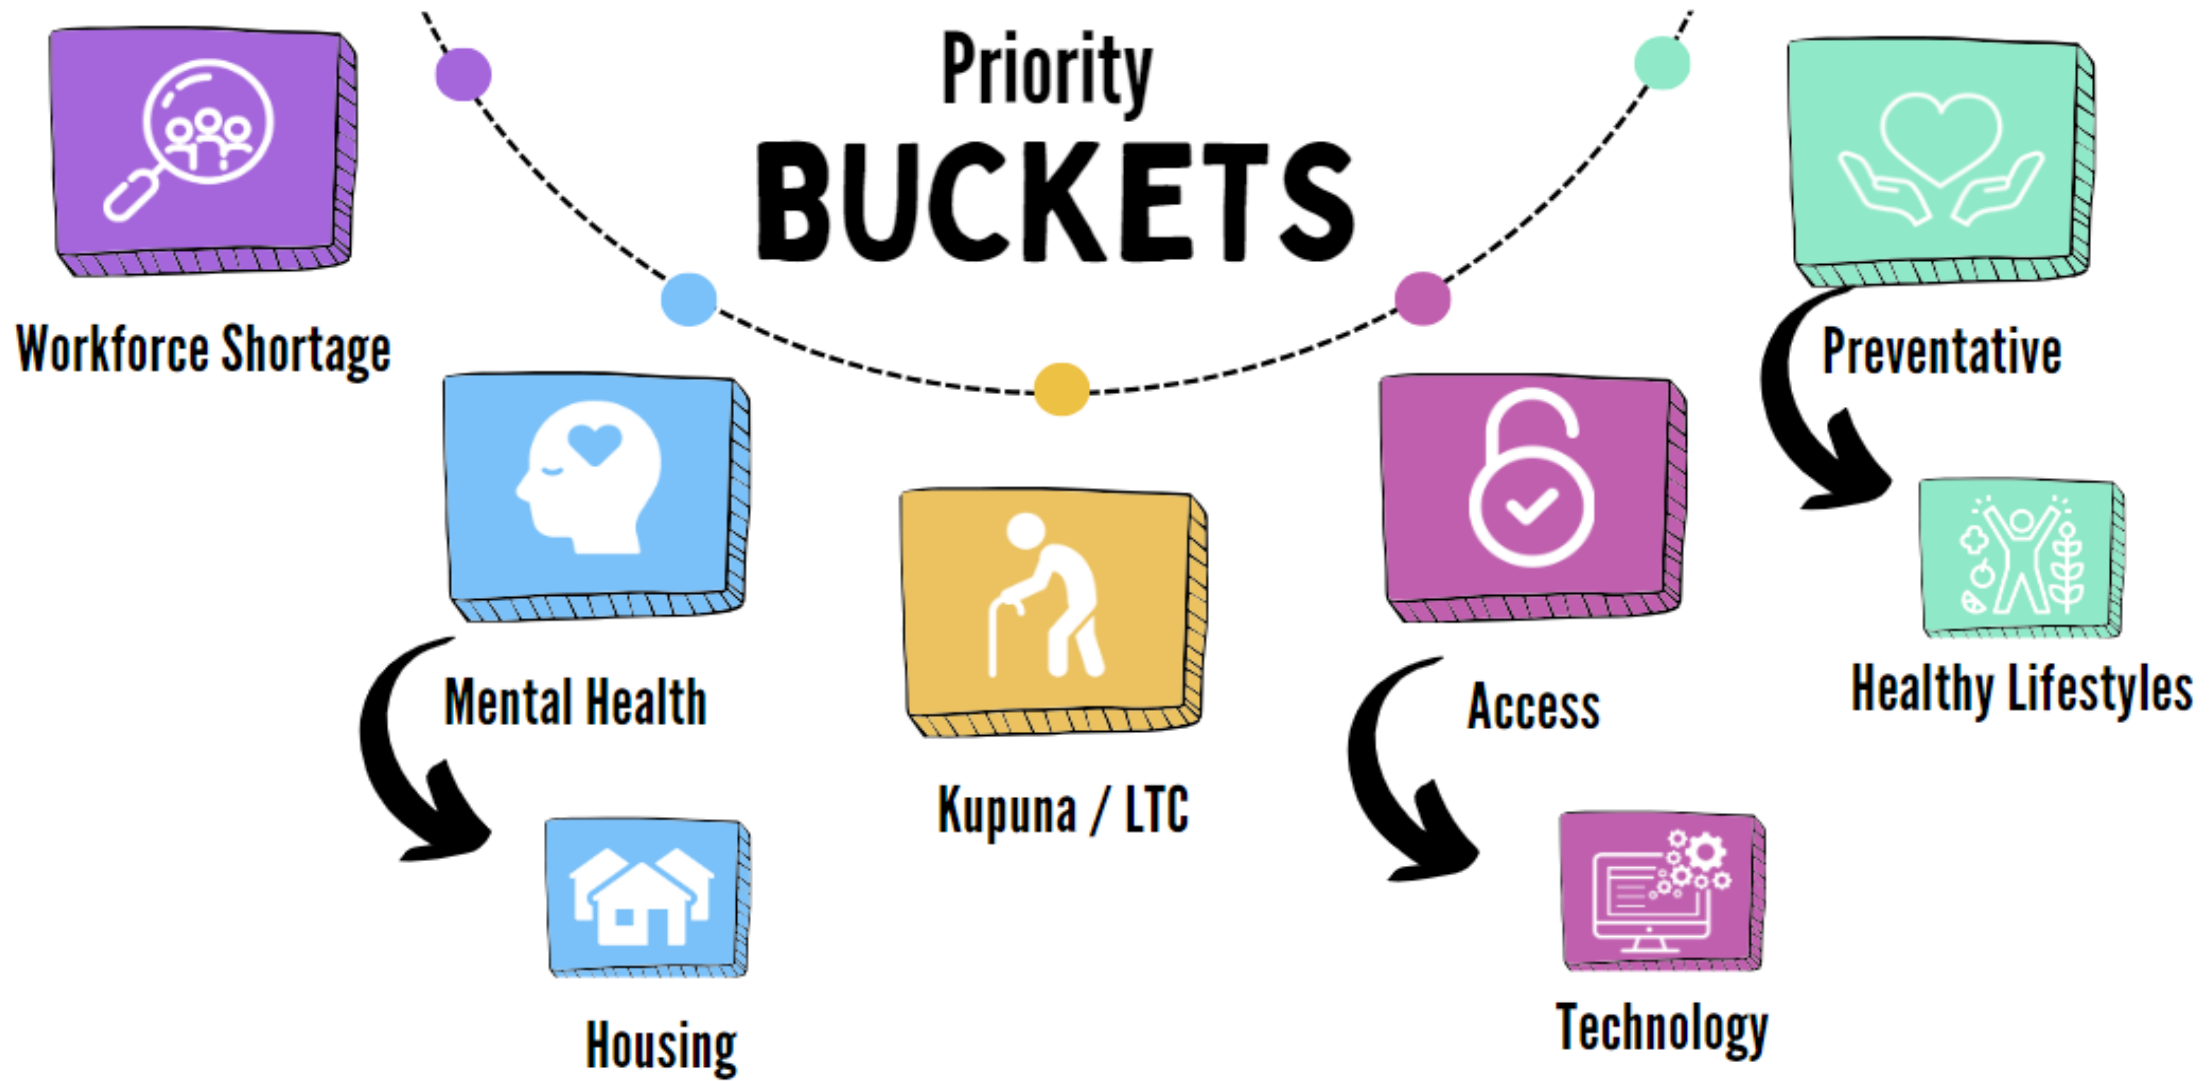 Priority
BUCKETS
Workforce Shortage
Mental Health
Housing
Kupuna / LTC
Access
Technology
Preventative
Healthy Lifestyles